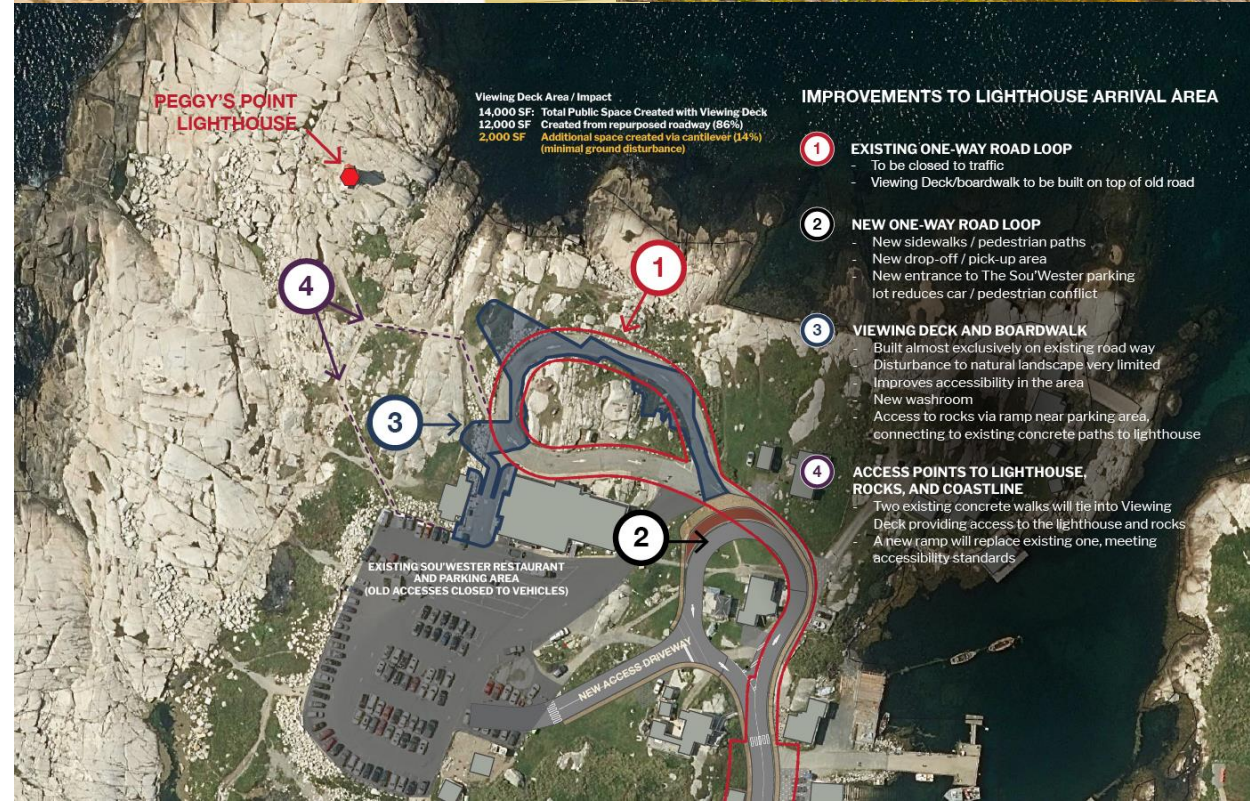 PEGGY'S POINT
LIGHTHOUSE
Viewing Deck Area / Impact
14,000 SF: Total Public Space Created with Viewing Deck
12,000 SF Created from repurposed roadway (86%)
2,000 SF Additional space created via cantilever (14%)
(minimal ground disturbance)
IMPROVEMENTS TO LIGHTHOUSE ARRIVAL AREA
1 EXISTING ONE-WAY ROAD LOOP
- To be closed to traffic
- Viewing Deck/boardwalk to be built on top of old road
2 NEW ONE-WAY ROAD LOOP
- New sidewalks / pedestrian paths
- New drop-off / pick-up area
- New entrance to The Sou'Wester parking
lot reduces car / pedestrian conflict
3 VIEWING DECK AND BOARDWALK
- Built almost exclusively on existing road way
- Disturbance to natural landscape very limited
- Improves accessibility in the area
- New washroom
- Access to rocks via ramp near parking area,
connecting to existing concrete paths to lighthouse
4 ACCESS POINTS TO LIGHTHOUSE,
ROCKS, AND COASTLINE
- Two existing concrete walks will tie into Viewing
Deck providing access to the lighthouse and rocks
- A new ramp will replace existing one, meeting
accessibility standards
1
4
3
2
EXISTING SOU'WESTER RESTAURANT
AND PARKING AREA
(OLD ACCESSES CLOSED TO VEHICLES)
NEW ACCESS DRIVEWAY